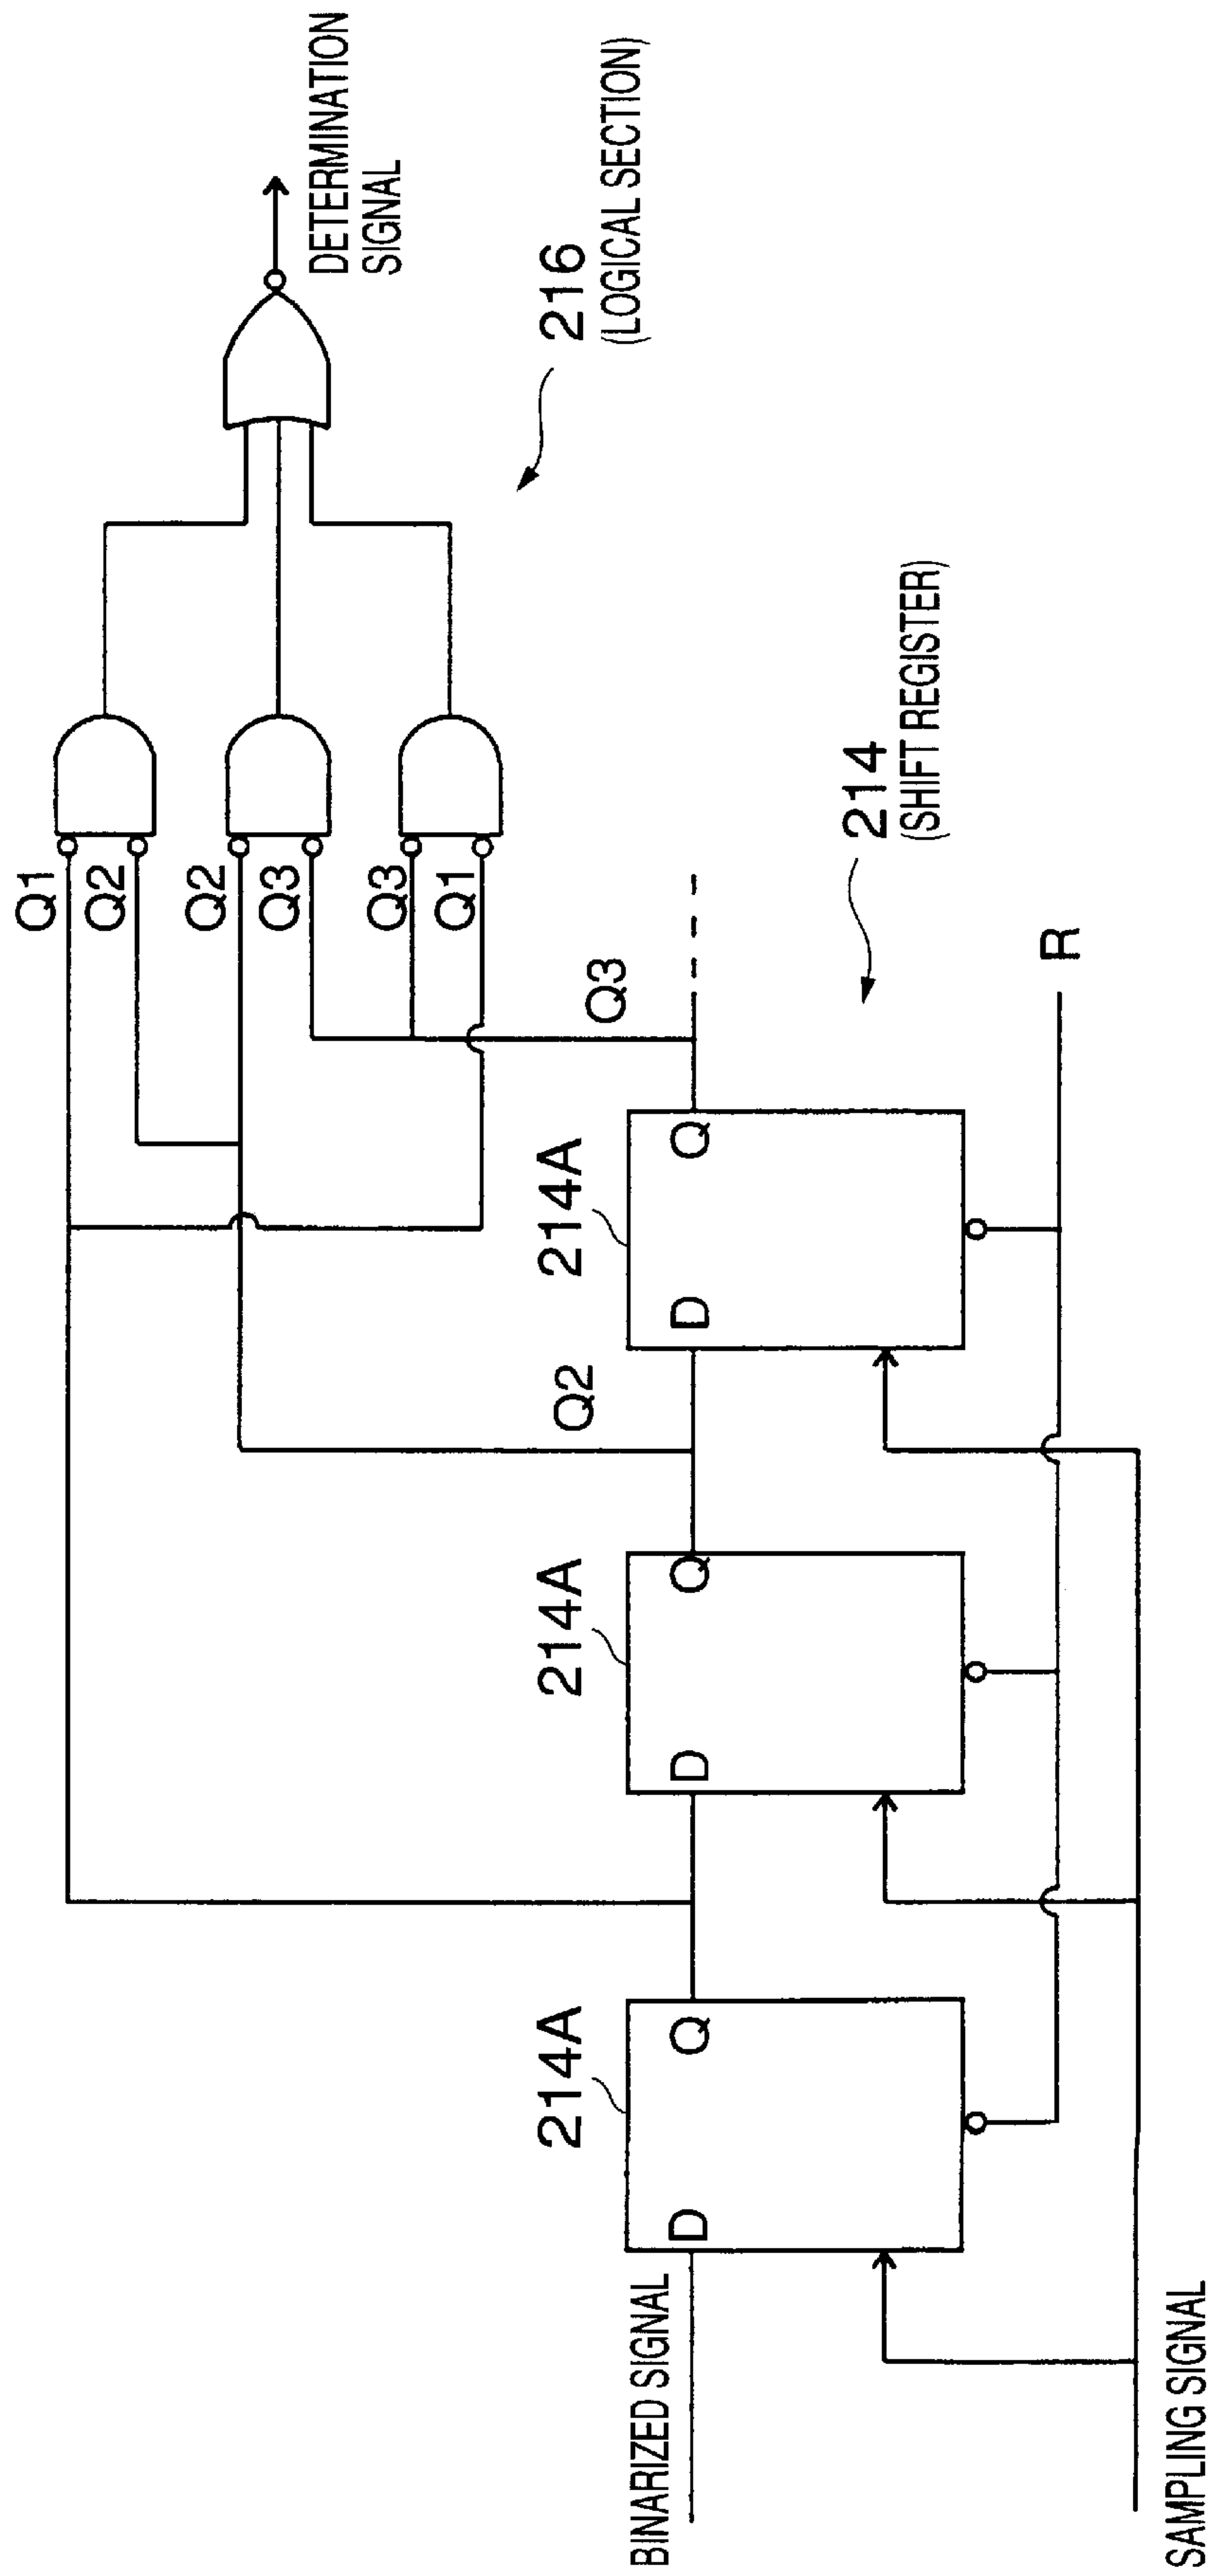 Q1
Q2
Q2
Q3
Q3
Q1
DETERMINATION
SIGNAL
216
(LOGICAL SECTION)
Q2
Q3
214A
214A
214A
214
(SHIFT REGISTER)
BINARIZED SIGNAL
D
Q
D
Q
D
Q
R
SAMPLING SIGNAL